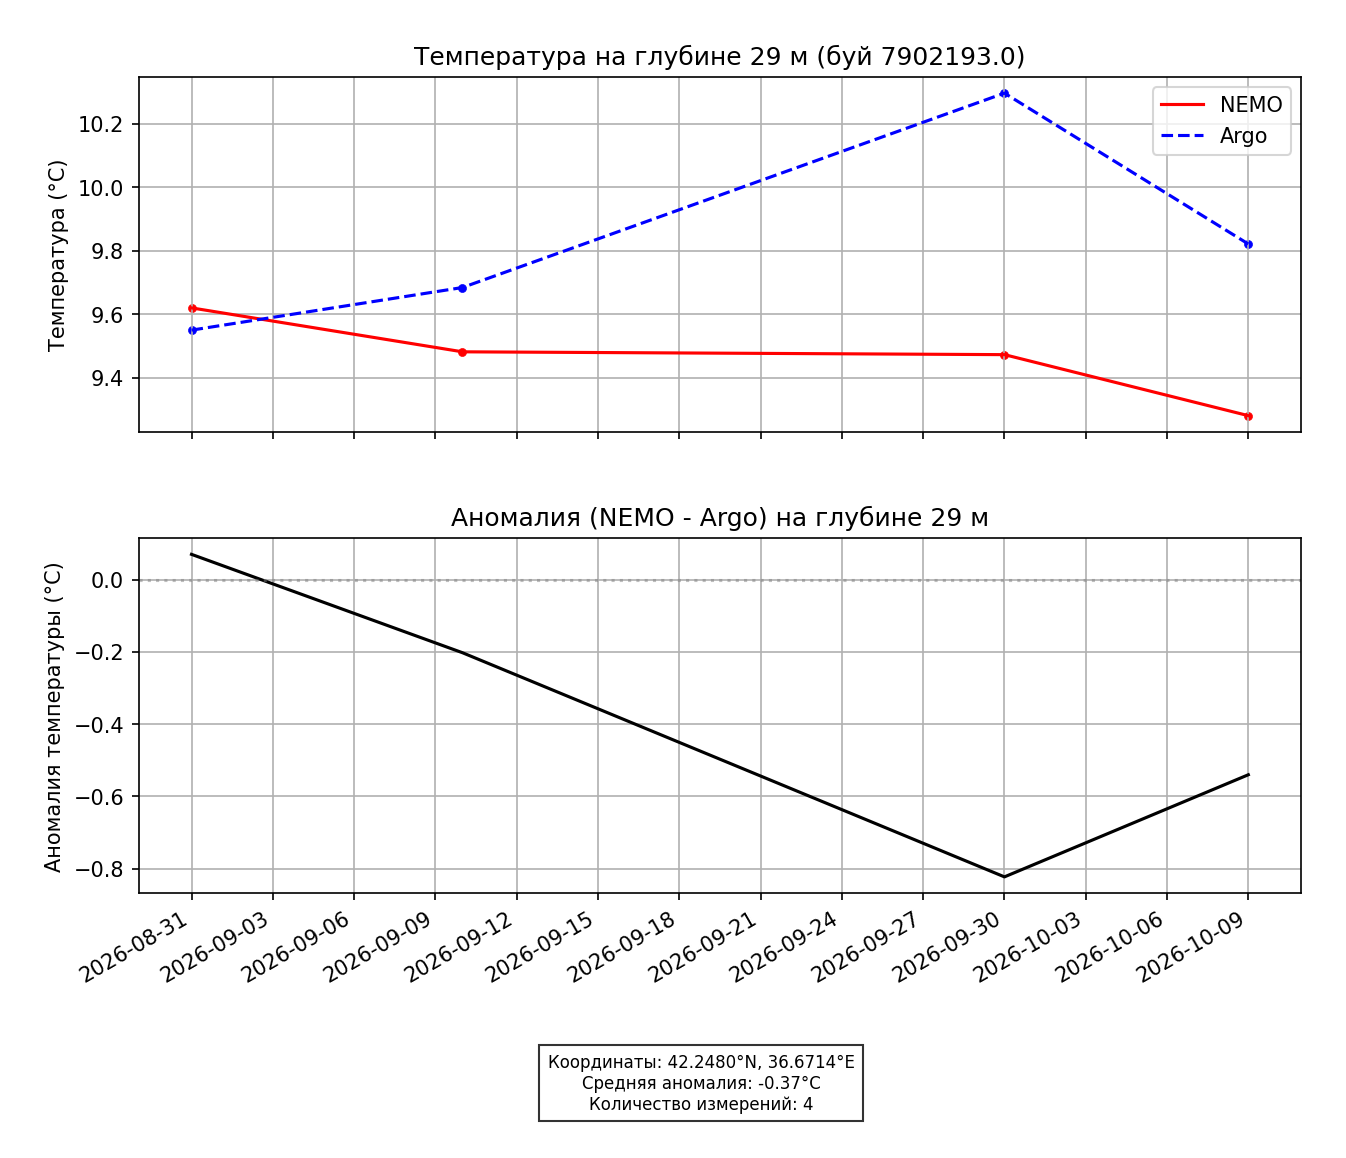 Температура на глубине 29 м (буй 7902193.0)
Температура (°C)
10.2
10.0
9.8
9.6
9.4
NEMO
Argo
Аномалия (NEMO - Argo) на глубине 29 м
Аномалия температуры (°C)
0.0
−0.2
−0.4
−0.6
−0.8
2026-08-31
2026-09-03
2026-09-06
2026-09-09
2026-09-12
2026-09-15
2026-09-18
2026-09-21
2026-09-24
2026-09-27
2026-09-30
2026-10-03
2026-10-06
2026-10-09
Координаты: 42.2480°N, 36.6714°E
Средняя аномалия: -0.37°C
Количество измерений: 4